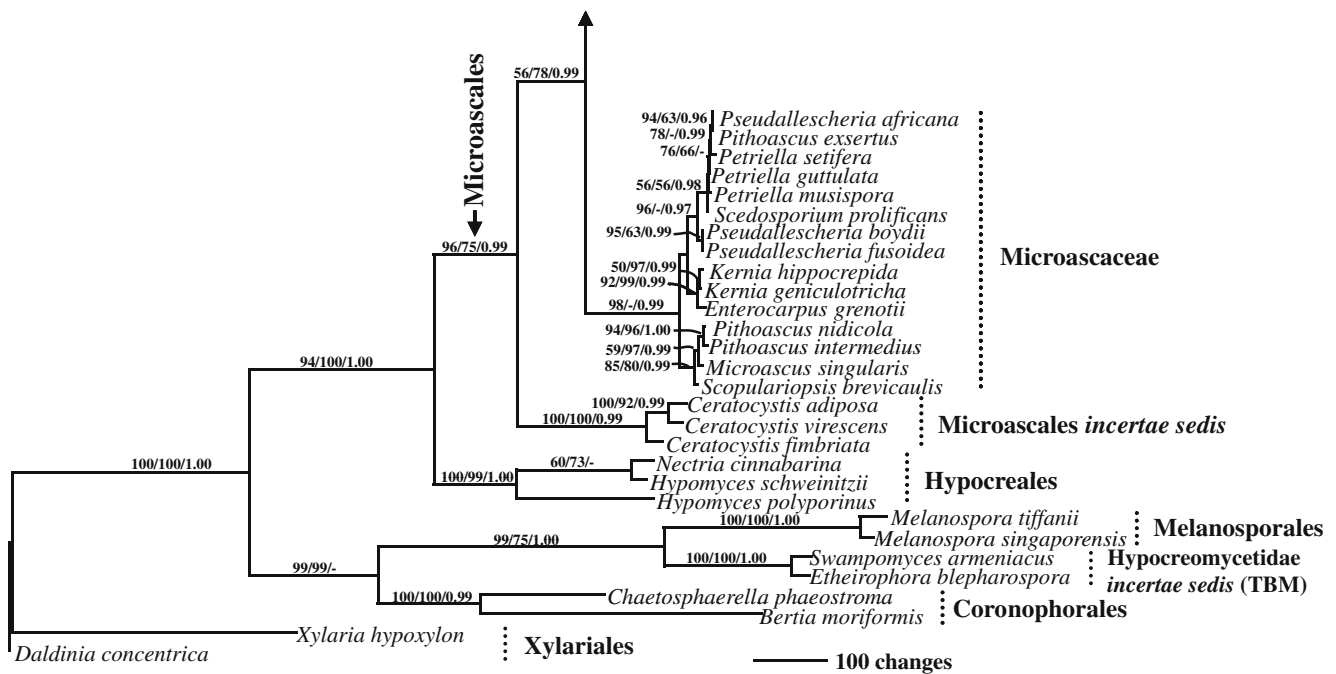 Microascales
56/78/0.99
94/63/0.96
Pseudallescheria africana
78/-/0.99
Pithoascus exsertus
76/66/-
Petriella setifera
Petriella guttulata
56/56/0.98
Petriella musispora
96/-/0.97
Scedosporium prolificans
95/63/0.99
Pseudallescheria boydii
Pseudallescheria fusoidea
Microascaceae
50/97/0.99
Kernia hippocrepida
92/99/0.99
Kernia geniculotricha
98/-/0.99
Enterocarpus grenotii
94/96/1.00
Pithoascus nidicola
59/97/0.99
Pithoascus intermedius
85/80/0.99
Microascus singularis
Scopulariopsis brevicaulis
96/75/0.99
100/92/0.99
Ceratocystis adiposa
100/100/0.99
Ceratocystis virescens
Microascales incertae sedis
Ceratocystis fimbriata
94/100/1.00
60/73/-
Nectria cinnabarina
100/99/1.00
Hypomyces schweinitzii
Hypocreales
Hypomyces polyporinus
100/100/1.00
100/100/1.00
Melanospora tiffanii
Melanosporales
Melanospora singaporensis
99/75/1.00
100/100/1.00
Swampomyces armeniacus
Hypocreomycetidae
Etheirophora blepharospora
incertae sedis (TBM)
99/99/-
100/100/0.99
Chaetosphaerella phaeostroma
Coronophorales
Bertia moriformis
Xylaria hypoxylon
Xylariales
Daldinia concentrica
100 changes